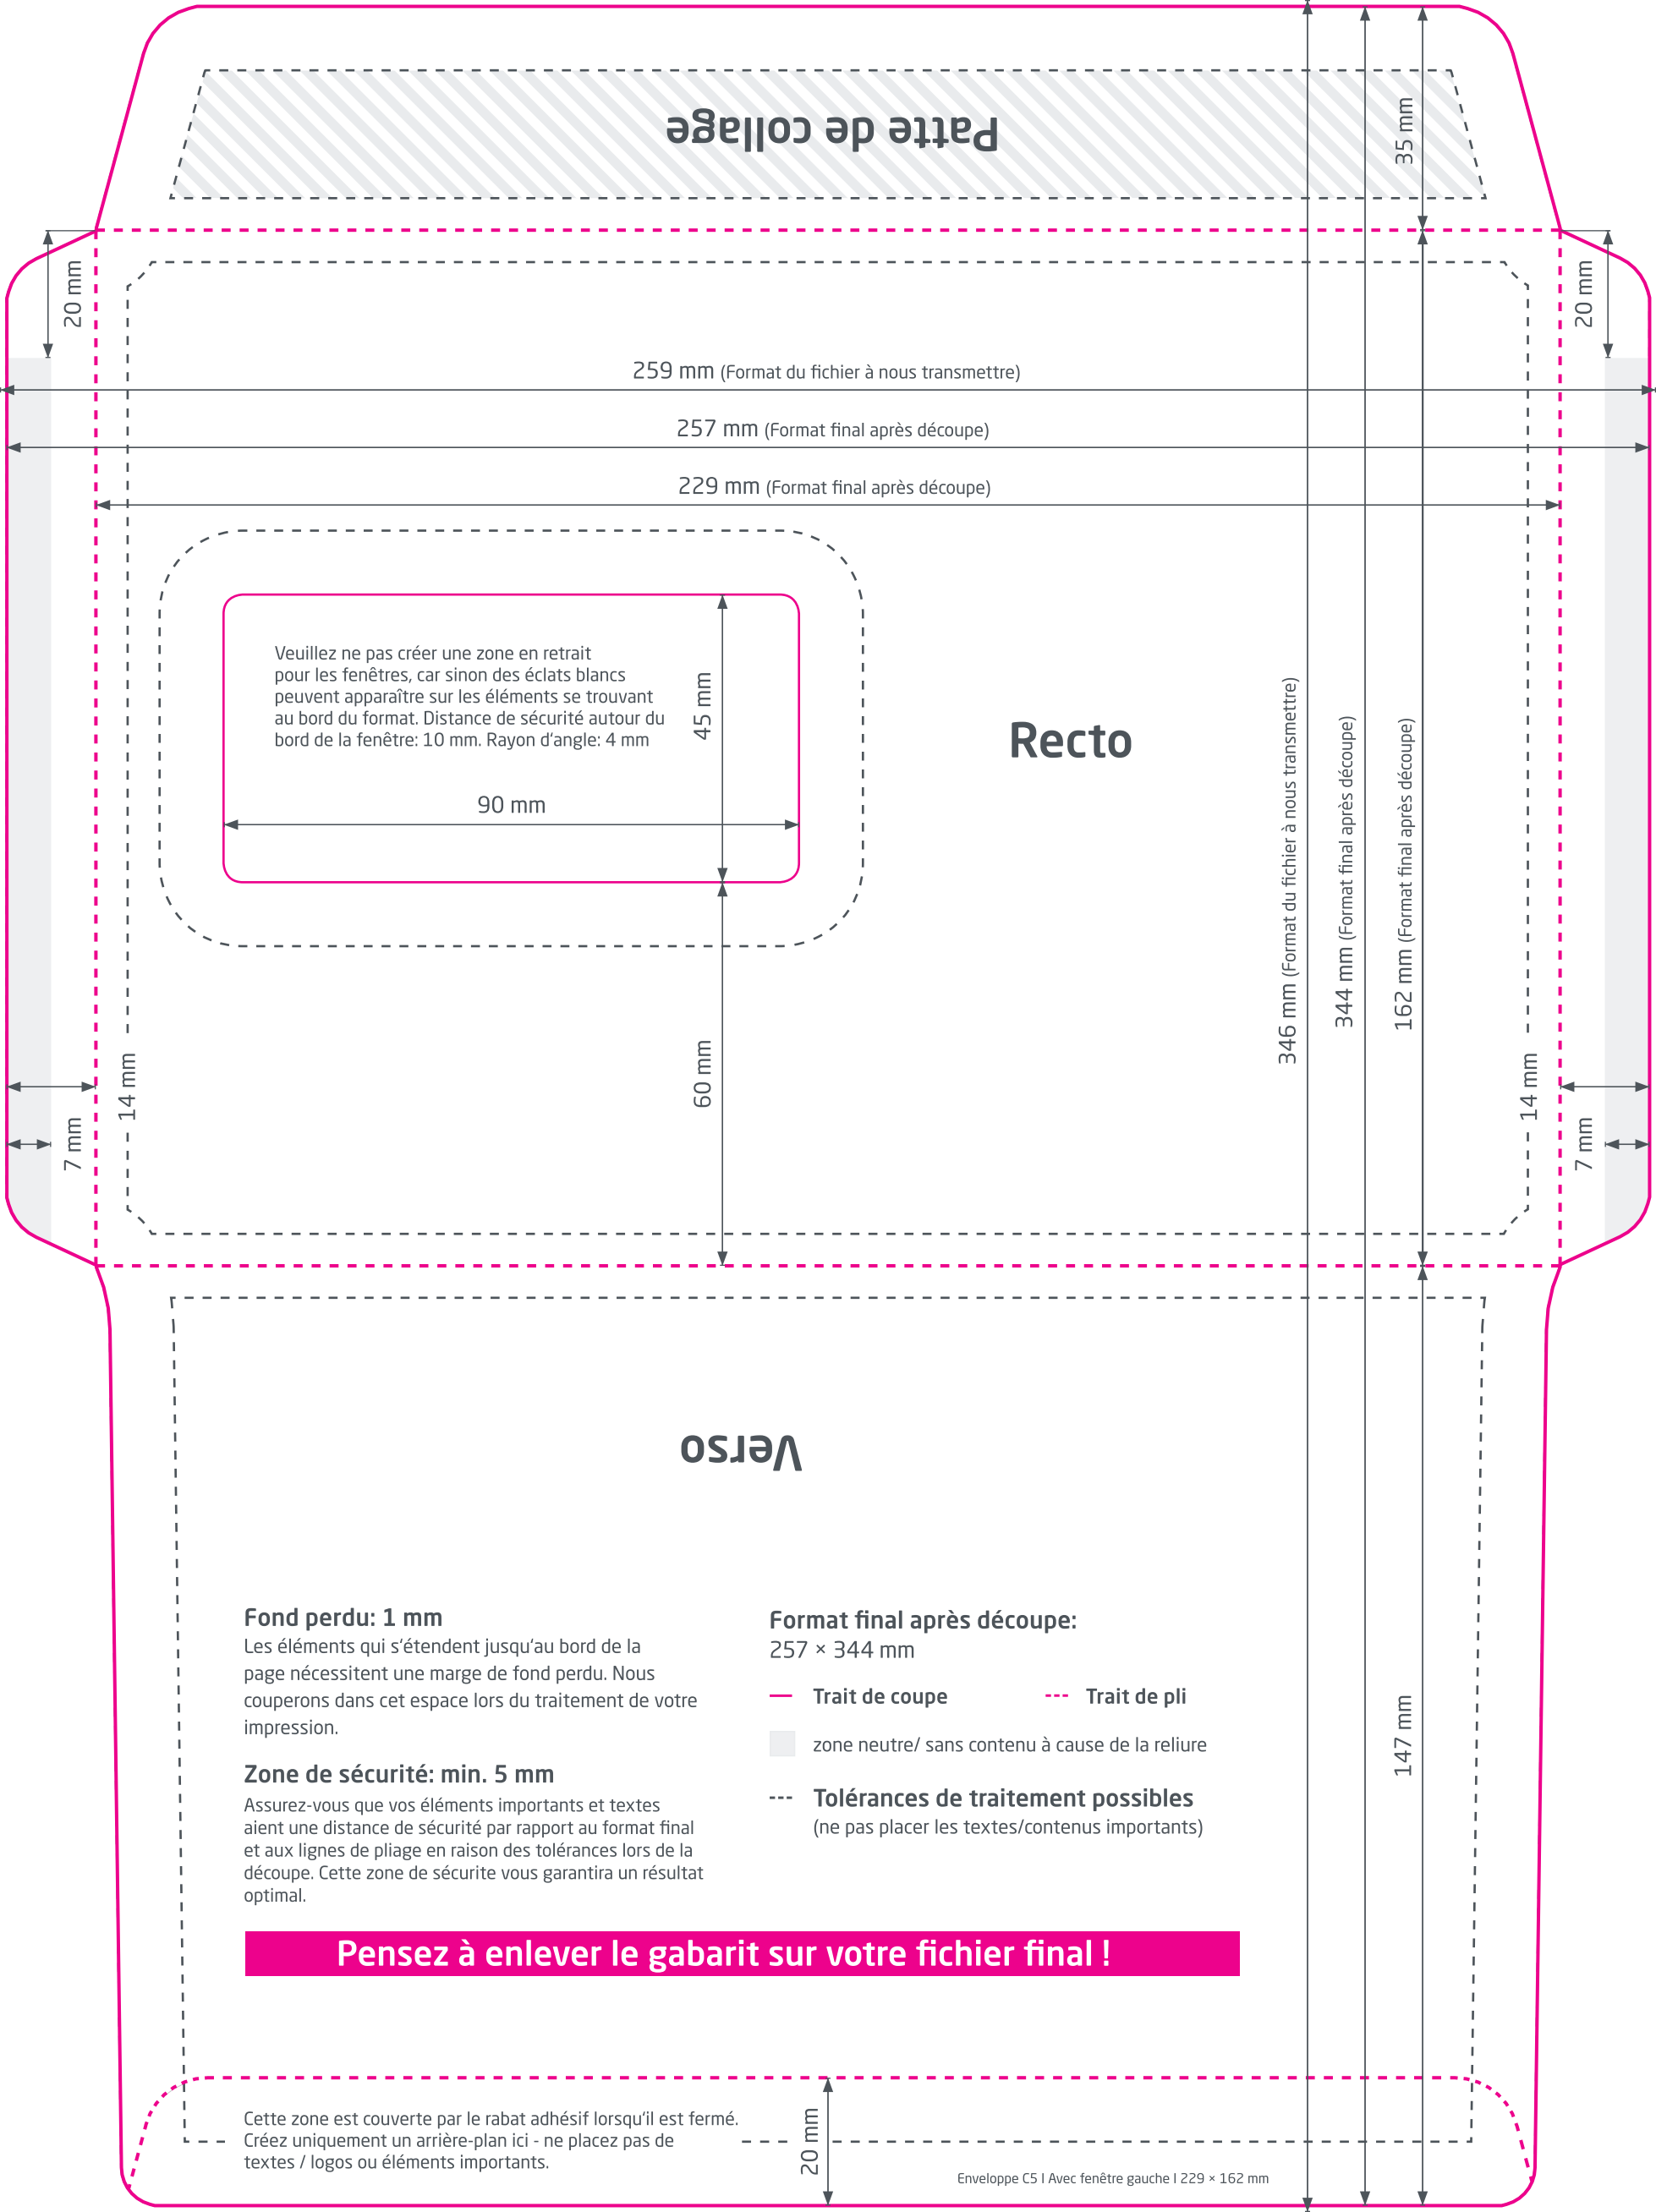 Patte de collage
35 mm
20 mm
20 mm
259 mm (Format du fichier à nous transmettre)
257 mm (Format final après découpe)
229 mm (Format final après découpe)
Veuillez ne pas créer une zone en retrait
pour les fenêtres, car sinon des éclats blancs
peuvent apparaître sur les éléments se trouvant
au bord du format. Distance de sécurité autour du
bord de la fenêtre: 10 mm. Rayon d'angle: 4 mm
45 mm
90 mm
Recto
346 mm (Format du fichier à nous transmettre)
344 mm (Format final après découpe)
162 mm (Format final après découpe)
60 mm
14 mm
14 mm
7 mm
7 mm
Verso
Fond perdu: 1 mm
Les éléments qui s'étendent jusqu'au bord de la
page nécessitent une marge de fond perdu. Nous
couperons dans cet espace lors du traitement de votre
impression.
Zone de sécurité: min. 5 mm
Assurez-vous que vos éléments importants et textes
aient une distance de sécurité par rapport au format final
et aux lignes de pliage en raison des tolérances lors de la
découpe. Cette zone de sécurite vous garantira un résultat
optimal.
Format final après découpe:
257 × 344 mm
Trait de coupe
Trait de pli
zone neutre/ sans contenu à cause de la reliure
Tolérances de traitement possibles
(ne pas placer les textes/contenus importants)
147 mm
Pensez à enlever le gabarit sur votre fichier final !
Cette zone est couverte par le rabat adhésif lorsqu'il est fermé.
Créez uniquement un arrière-plan ici - ne placez pas de
textes / logos ou éléments importants.
20 mm
Enveloppe C5 I Avec fenêtre gauche I 229 × 162 mm